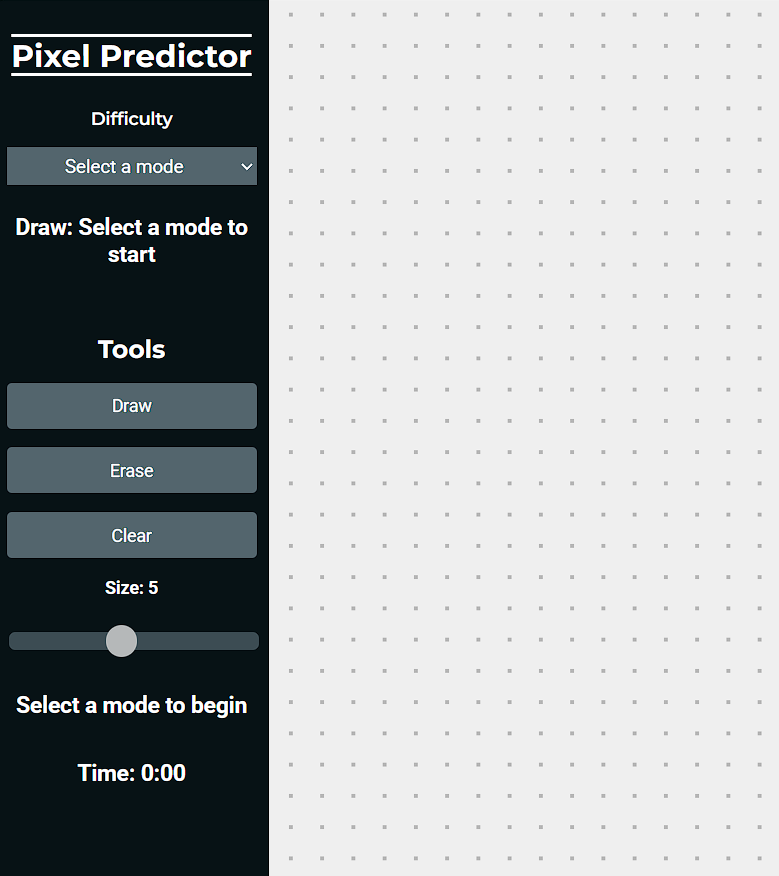 Pixel Predictor
Difficulty
Select a mode
Draw: Select a mode to
start
Tools
Draw
Erase
Clear
Size: 5
Select a mode to begin
Time: 0:00